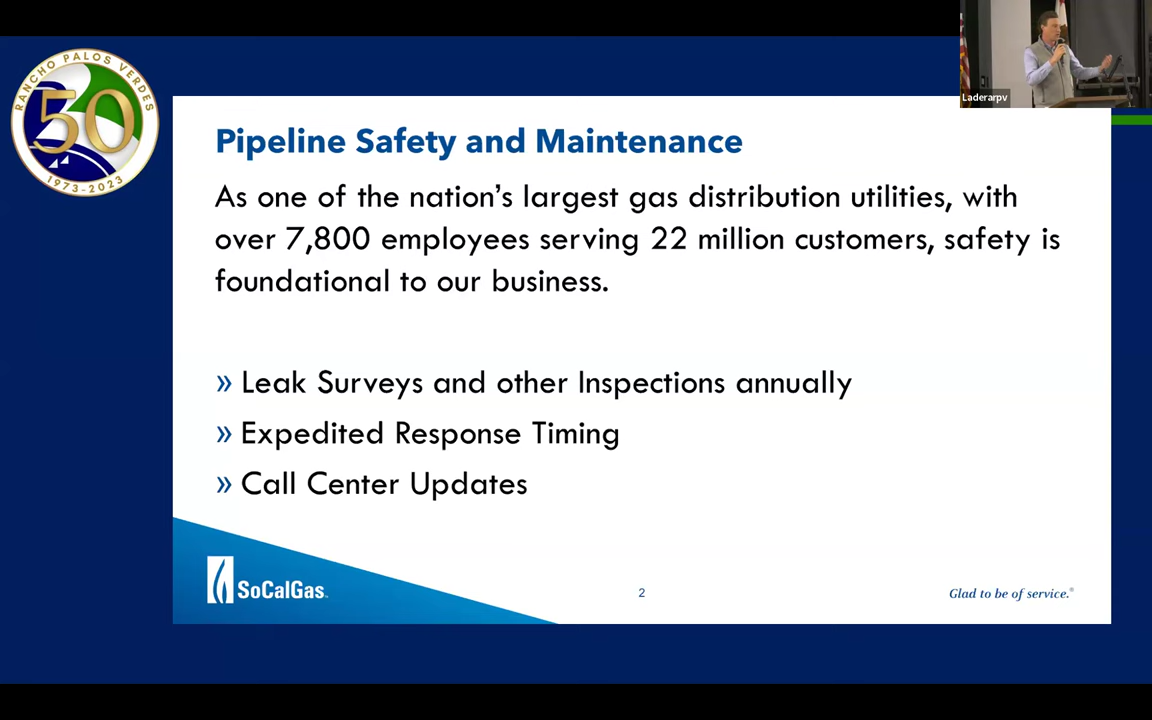 RANCHO PALOS VERDES
50
1973-2023
Laderarpv
Pipeline Safety and Maintenance
As one of the nation's largest gas distribution utilities, with
over 7,800 employees serving 22 million customers, safety is
foundational to our business.
» Leak Surveys and other Inspections annually
» Expedited Response Timing
» Call Center Updates
SoCalGas™
2
Glad to be of service.®